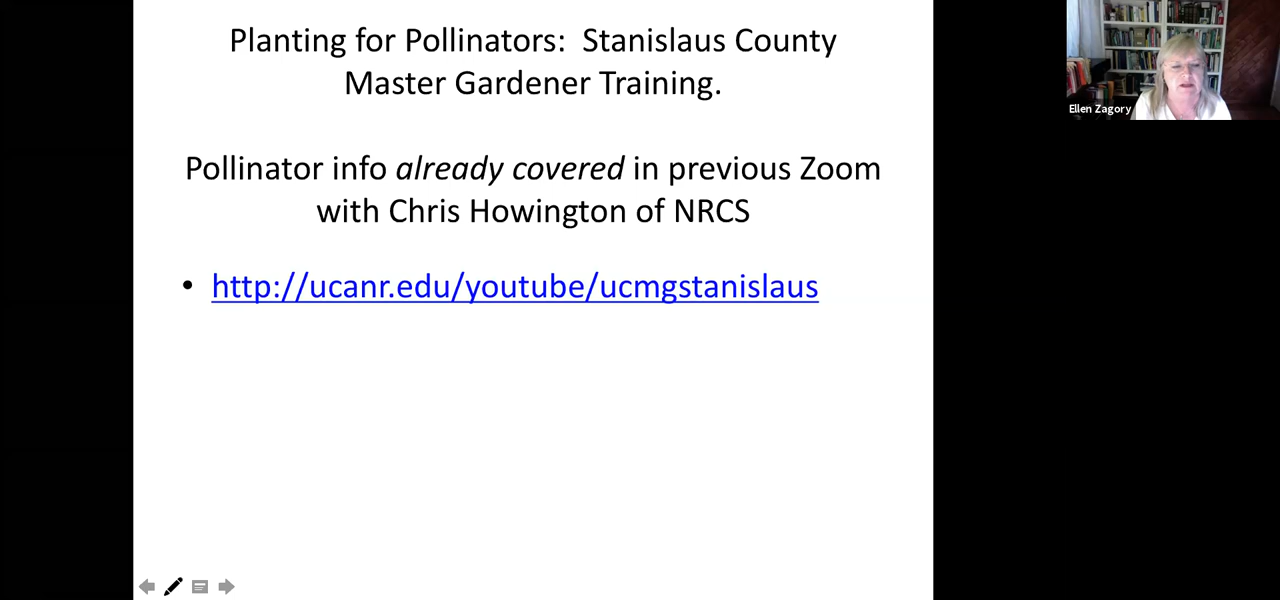 Planting for Pollinators:  Stanislaus County
Master Gardener Training.
Pollinator info already covered in previous Zoom
with Chris Howington of NRCS
• http://ucanr.edu/youtube/ucmgstanislaus
Ellen Zagory